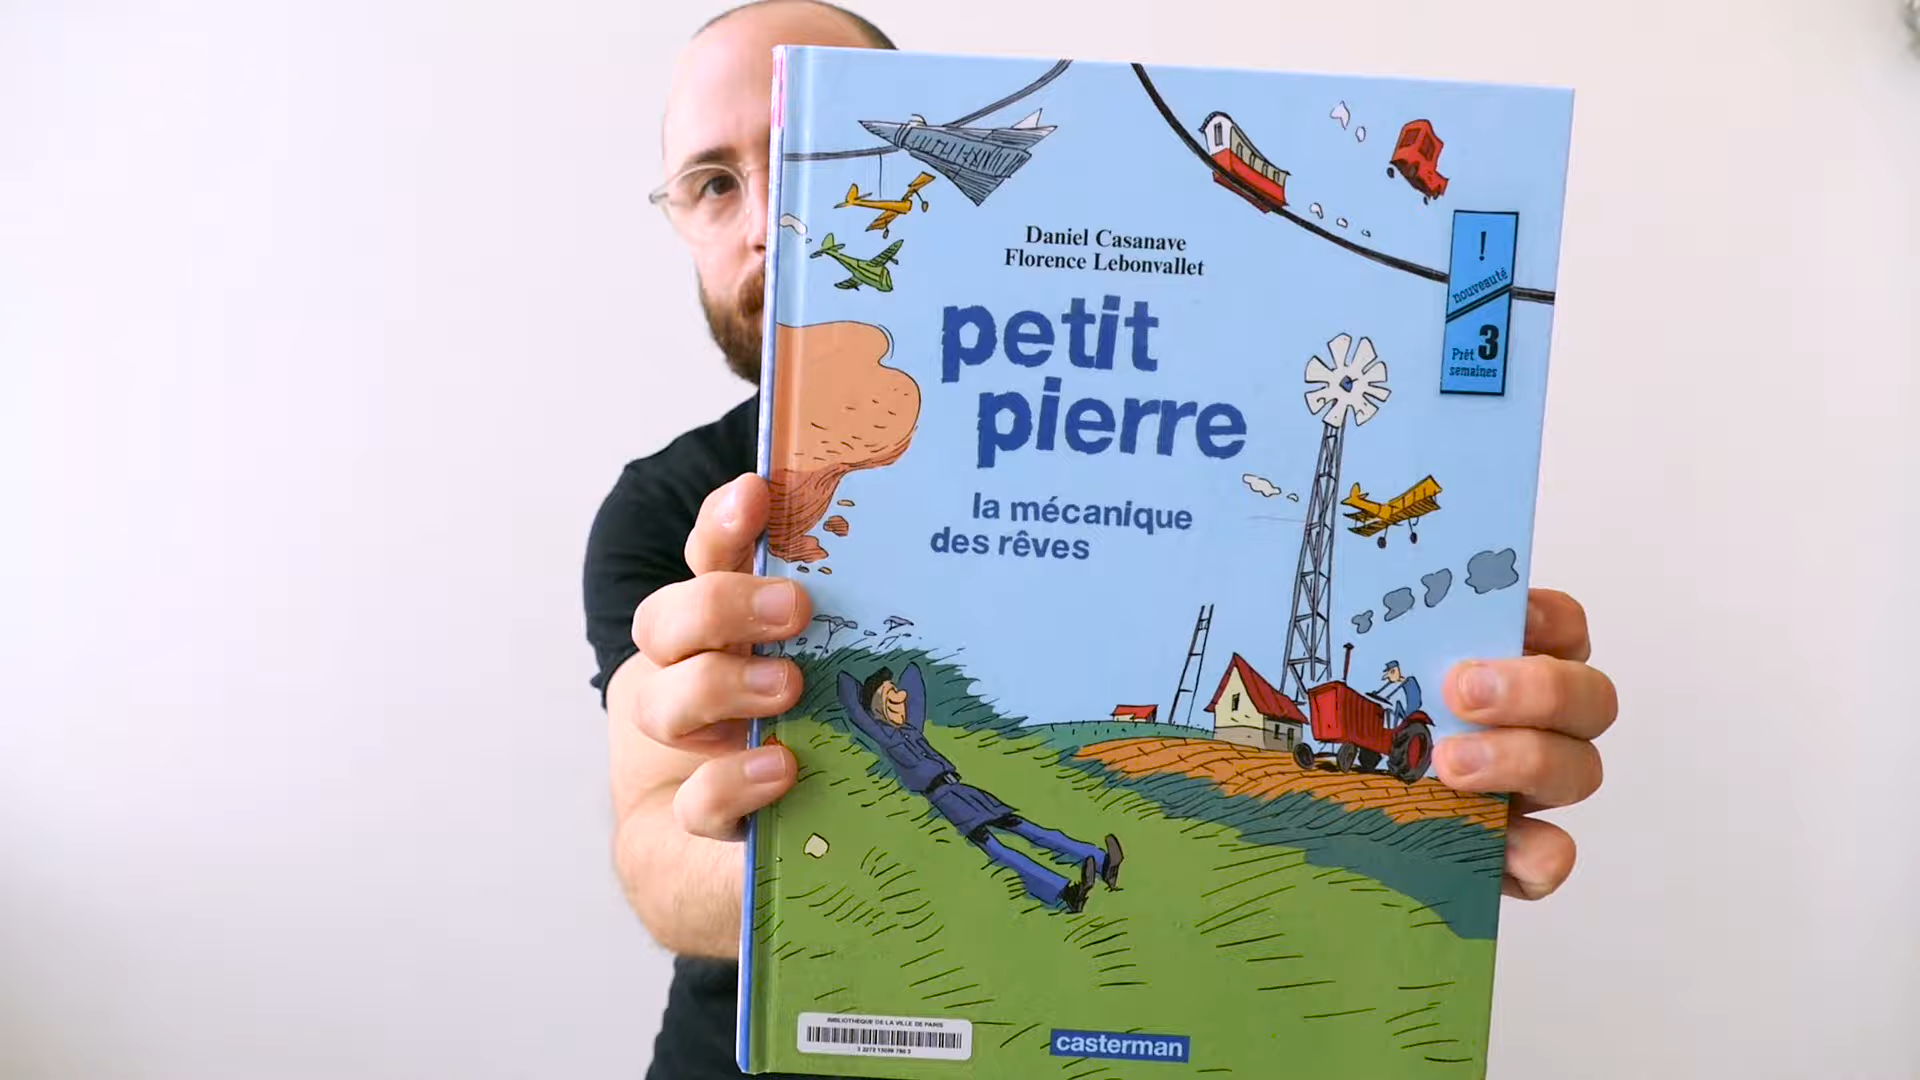 Daniel Casanave
Florence Lebonvallet
petit
pierre
la mécanique
des rêves
!
nouveauté
Prêt 3
semaines
BIBLIOTHEQUE DE LA VILLE DE PARIS
casterman